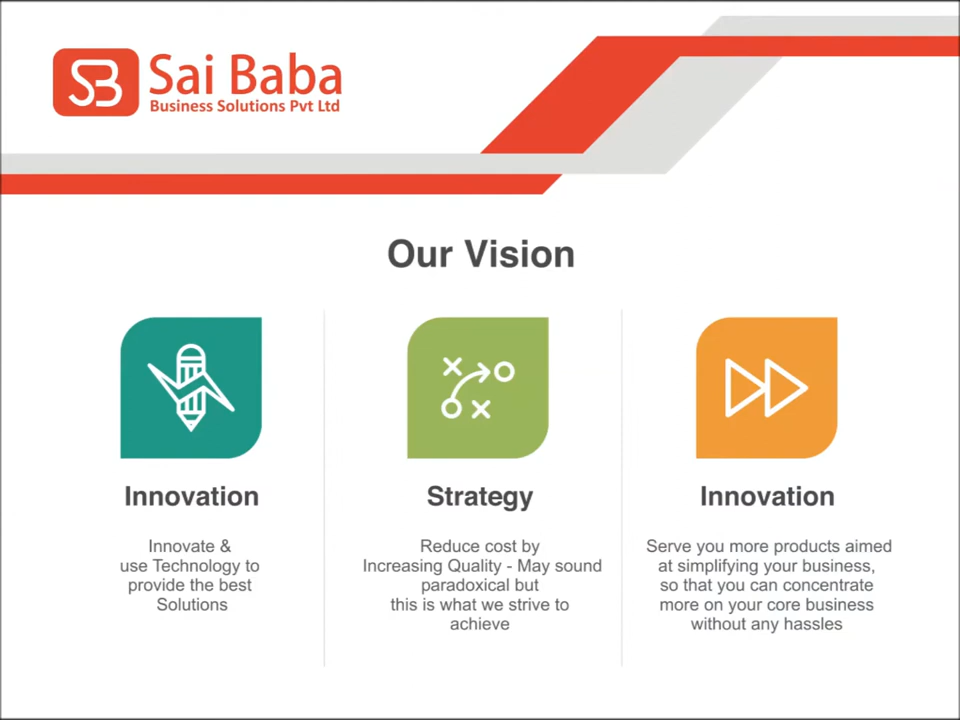 SB
Sai Baba
Business Solutions Pvt Ltd
Our Vision
Innovation
Innovate &
use Technology to
provide the best
Solutions
Strategy
Reduce cost by
Increasing Quality - May sound
paradoxical but
this is what we strive to
achieve
Innovation
Serve you more products aimed
at simplifying your business,
so that you can concentrate
more on your core business
without any hassles